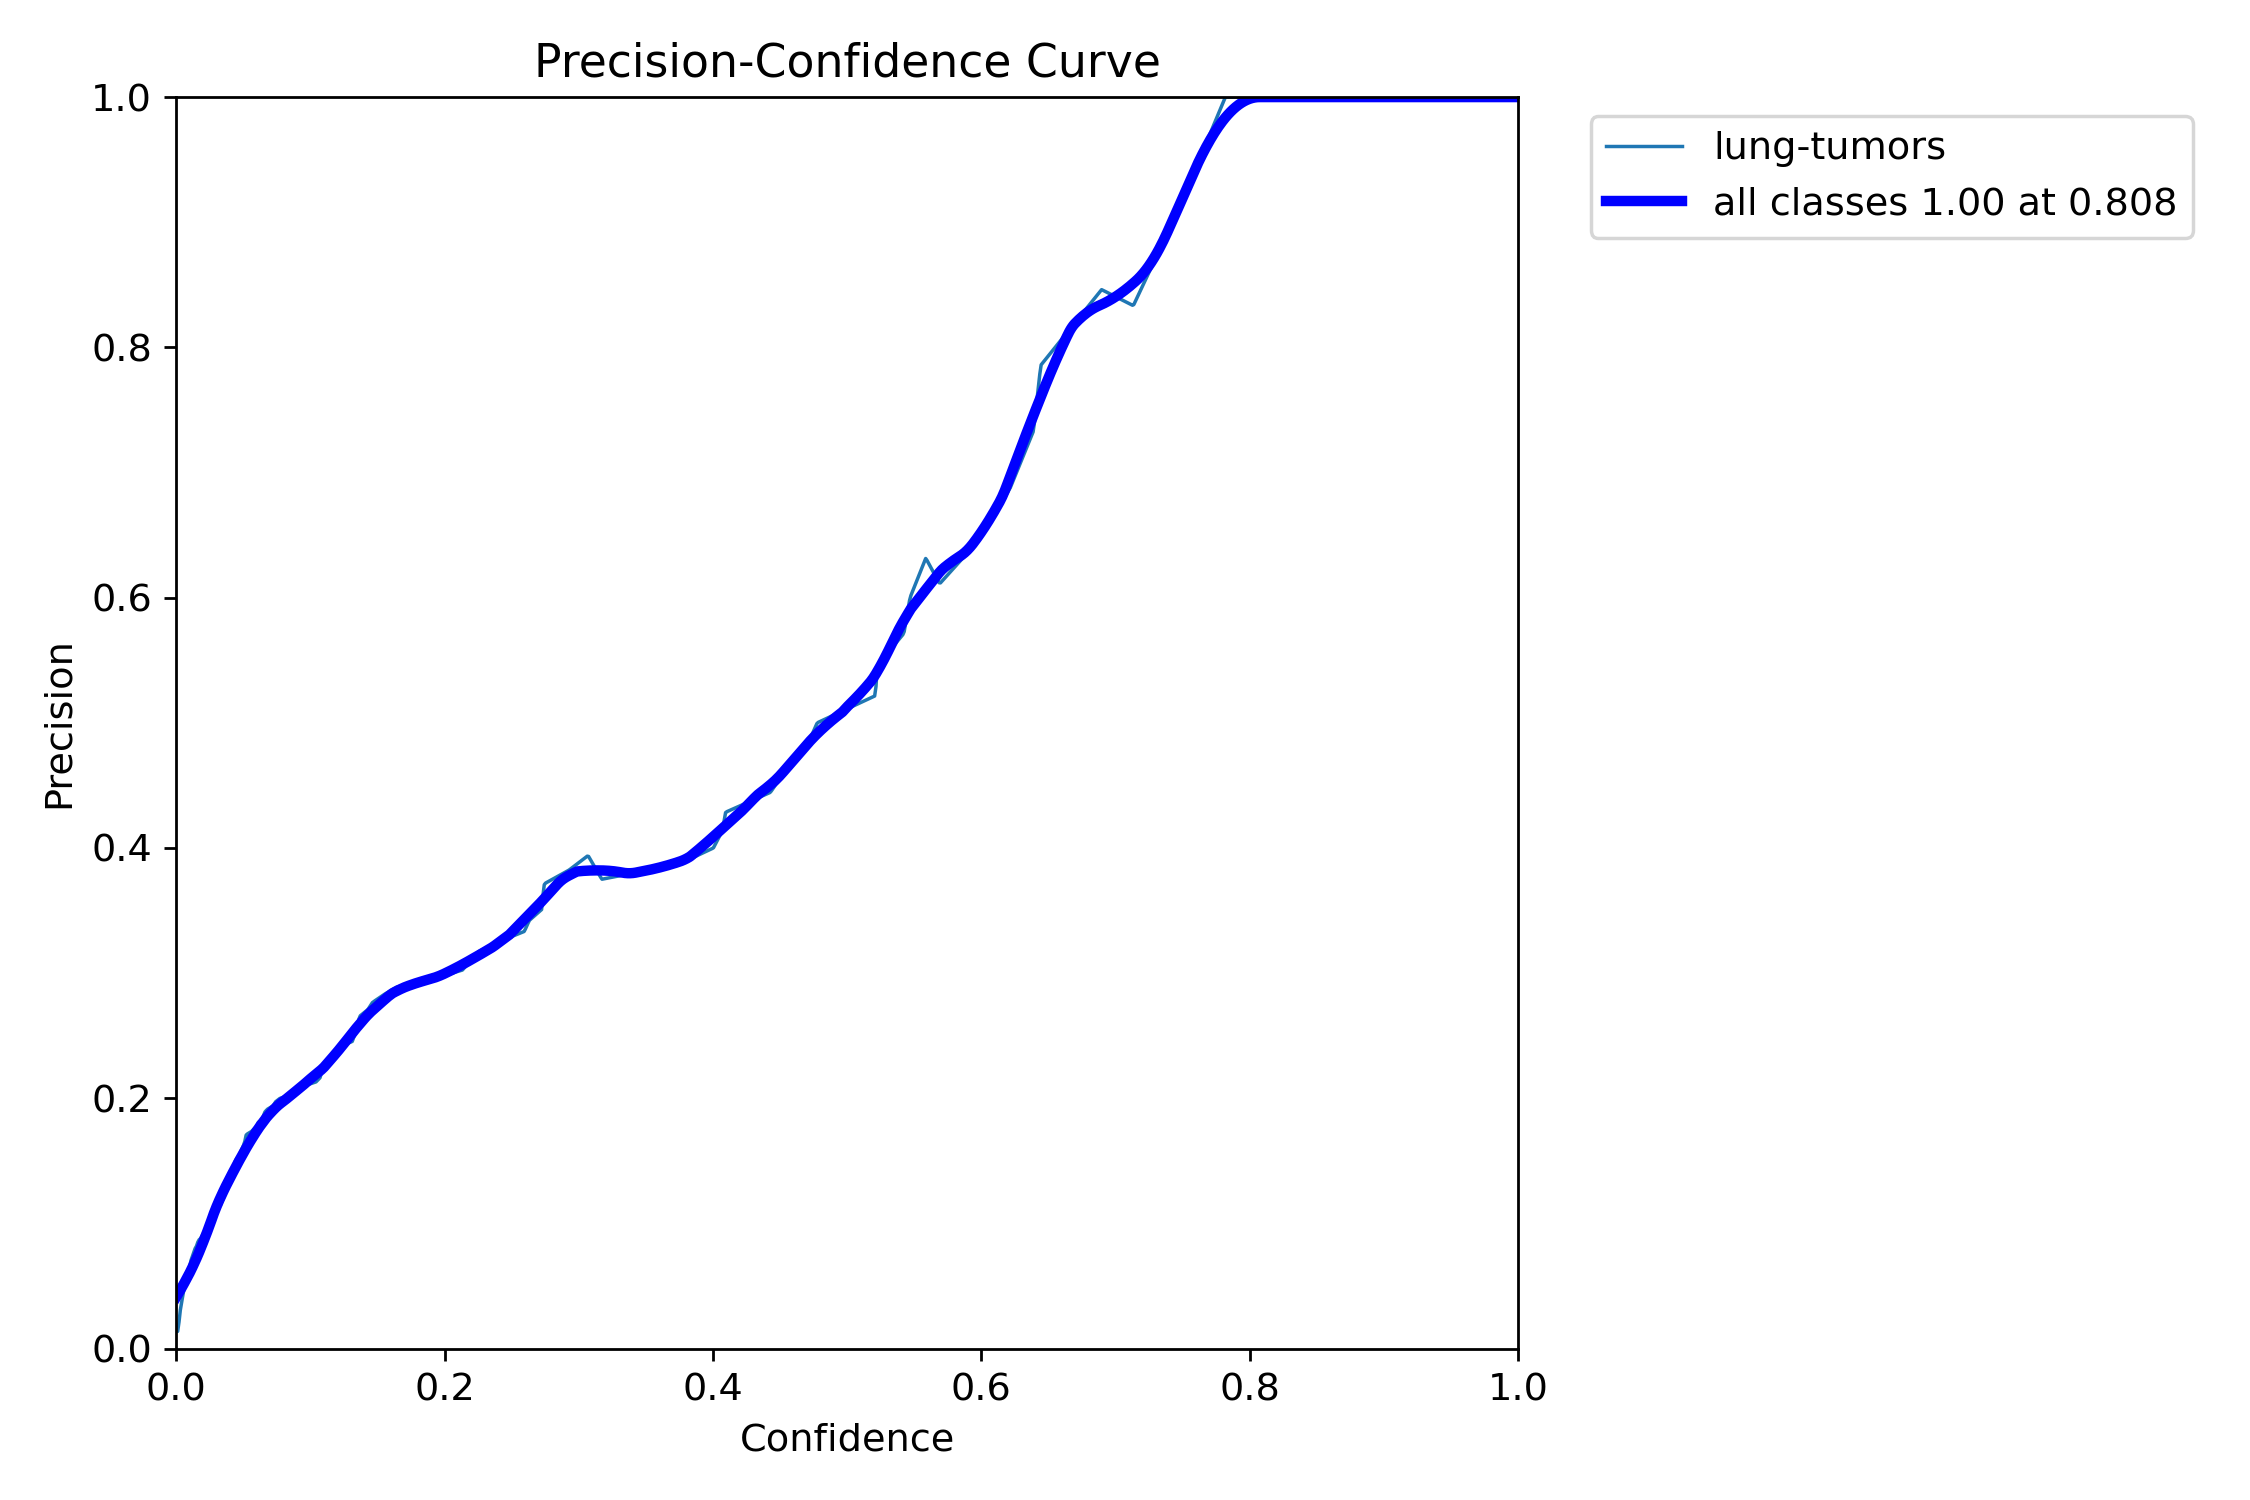 Precision-Confidence Curve
1.0
0.8
0.6
0.4
0.2
0.0
Precision
0.0 0.2 0.4 0.6 0.8 1.0
Confidence
lung-tumors
all classes 1.00 at 0.808